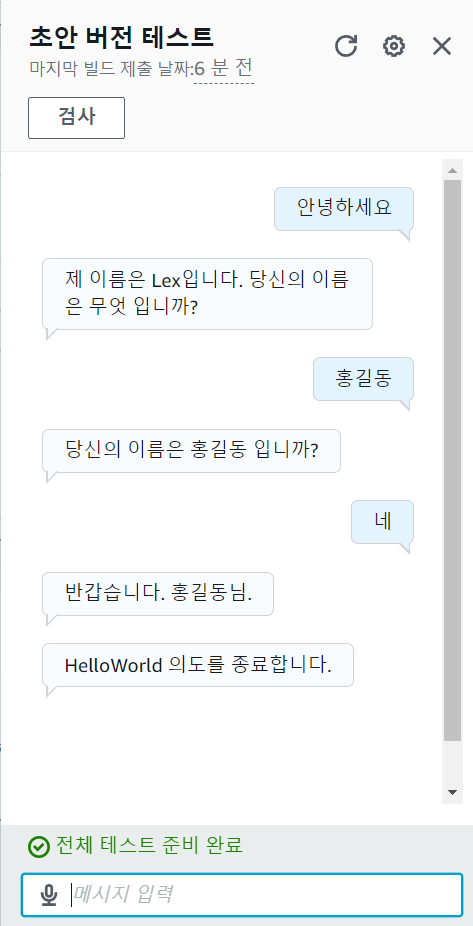 초안 버전 테스트
마지막 빌드 제출 날짜:6 분 전
검사
안녕하세요
제 이름은 Lex입니다. 당신의 이름
은 무엇 입니까?
홍길동
당신의 이름은 홍길동 입니까?
네
반갑습니다. 홍길동님.
HelloWorld 의도를 종료합니다.
전체 테스트 준비 완료
메시지 입력